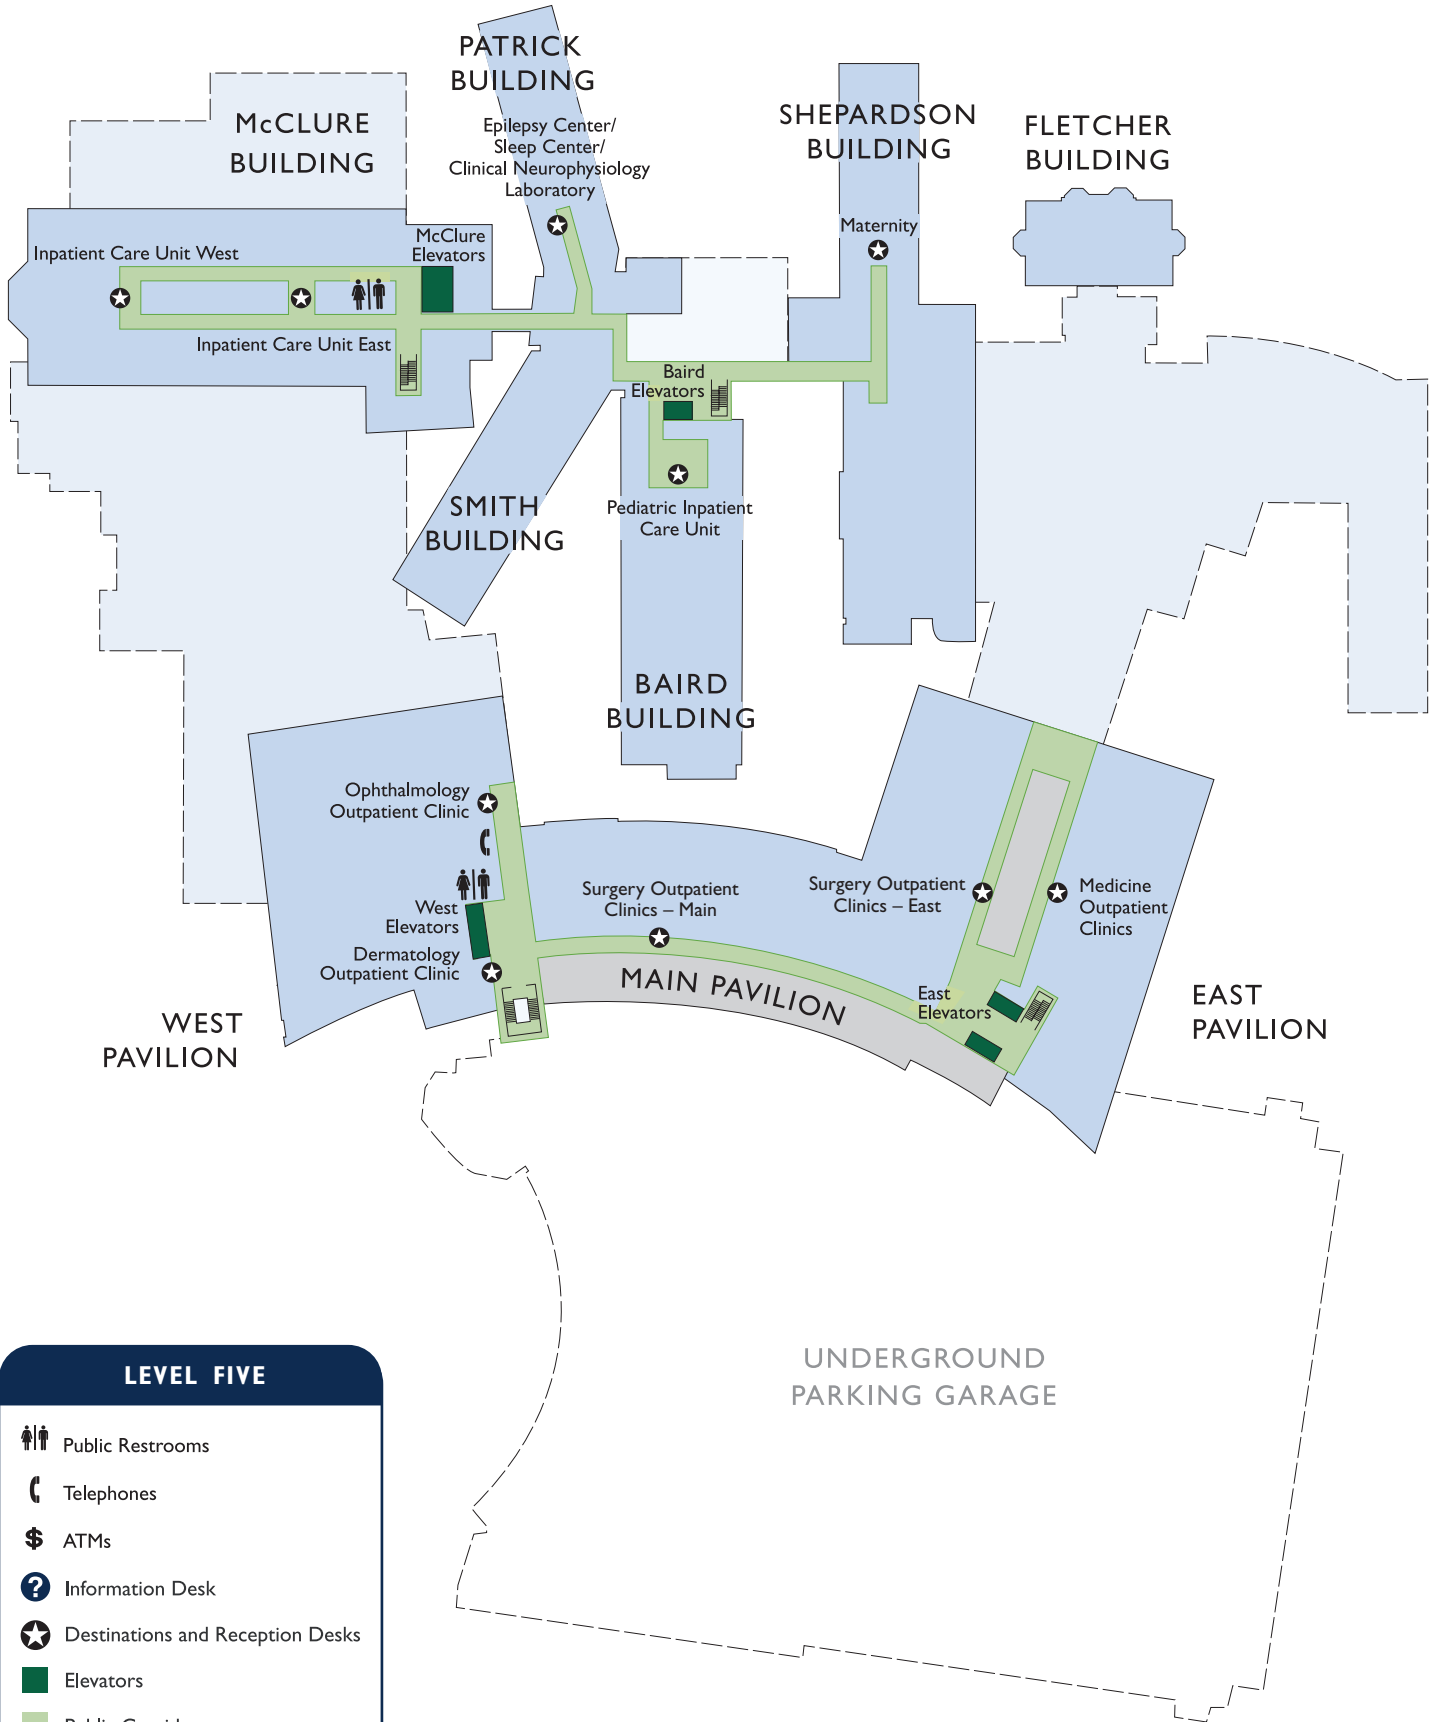 PATRICK
BUILDING
McCLURE
BUILDING
SHEPARDSON
BUILDING
FLETCHER
BUILDING
Epilepsy Center/
Sleep Center/
Clinical Neurophysiology
Laboratory
Maternity
McClure
Elevators
Inpatient Care Unit West
Inpatient Care Unit East
Baird
Elevators
SMITH
BUILDING
Pediatric Inpatient
Care Unit
BAIRD
BUILDING
Ophthalmology
Outpatient Clinic
West
Elevators
Dermatology
Outpatient Clinic
Surgery Outpatient
Clinics – Main
Surgery Outpatient
Clinics – East
Medicine
Outpatient
Clinics
MAIN PAVILION
East
Elevators
WEST
PAVILION
EAST
PAVILION
UNDERGROUND
PARKING GARAGE
LEVEL FIVE
Public Restrooms
Telephones
$ ATMs
? Information Desk
Destinations and Reception Desks
Elevators